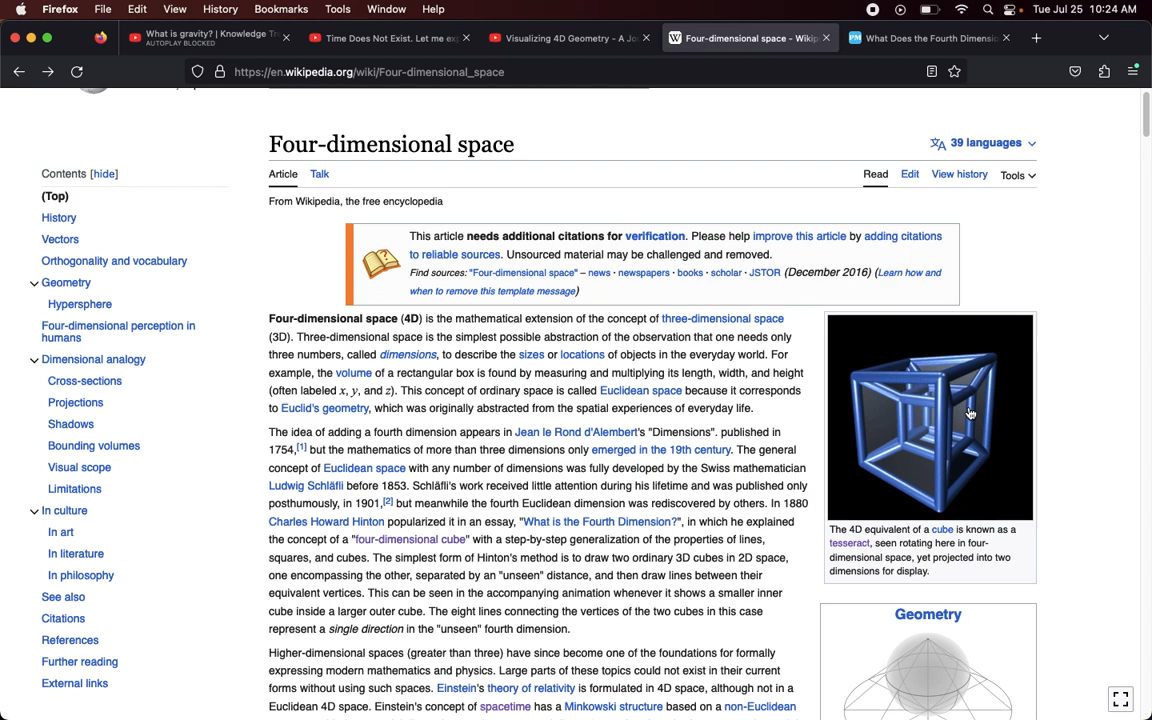 Firefox File Edit View History Bookmarks Tools Window Help Tue Jul 25 10:24 AM
What is gravity? | Knowledge Tr
AUTOPLAY BLOCKED
Time Does Not Exist. Let me ex
Visualizing 4D Geometry - A Jo
Four-dimensional space - Wikip
PM What Does the Fourth Dimensio
https://en.wikipedia.org/wiki/Four-dimensional_space
Four-dimensional space
39 languages
Article Talk Read Edit View history Tools
From Wikipedia, the free encyclopedia
Contents [hide]
(Top)
History
Vectors
Orthogonality and vocabulary
Geometry
Hypersphere
Four-dimensional perception in
humans
Dimensional analogy
Cross-sections
Projections
Shadows
Bounding volumes
Visual scope
Limitations
In culture
In art
In literature
In philosophy
See also
Citations
References
Further reading
External links
This article needs additional citations for verification. Please help improve this article by adding citations
to reliable sources. Unsourced material may be challenged and removed.
Find sources: "Four-dimensional space" – news · newspapers · books · scholar · JSTOR (December 2016) (Learn how and
when to remove this template message)
Four-dimensional space (4D) is the mathematical extension of the concept of three-dimensional space
(3D). Three-dimensional space is the simplest possible abstraction of the observation that one needs only
three numbers, called dimensions, to describe the sizes or locations of objects in the everyday world. For
example, the volume of a rectangular box is found by measuring and multiplying its length, width, and height
(often labeled x, y, and z). This concept of ordinary space is called Euclidean space because it corresponds
to Euclid's geometry, which was originally abstracted from the spatial experiences of everyday life.
The idea of adding a fourth dimension appears in Jean le Rond d'Alembert's "Dimensions". published in
1754,[1] but the mathematics of more than three dimensions only emerged in the 19th century. The general
concept of Euclidean space with any number of dimensions was fully developed by the Swiss mathematician
Ludwig Schläfli before 1853. Schläfli's work received little attention during his lifetime and was published only
posthumously, in 1901,[2] but meanwhile the fourth Euclidean dimension was rediscovered by others. In 1880
Charles Howard Hinton popularized it in an essay, "What is the Fourth Dimension?", in which he explained
the concept of a "four-dimensional cube" with a step-by-step generalization of the properties of lines,
squares, and cubes. The simplest form of Hinton's method is to draw two ordinary 3D cubes in 2D space,
one encompassing the other, separated by an "unseen" distance, and then draw lines between their
equivalent vertices. This can be seen in the accompanying animation whenever it shows a smaller inner
cube inside a larger outer cube. The eight lines connecting the vertices of the two cubes in this case
represent a single direction in the "unseen" fourth dimension.
Higher-dimensional spaces (greater than three) have since become one of the foundations for formally
expressing modern mathematics and physics. Large parts of these topics could not exist in their current
forms without using such spaces. Einstein's theory of relativity is formulated in 4D space, although not in a
Euclidean 4D space. Einstein's concept of spacetime has a Minkowski structure based on a non-Euclidean
The 4D equivalent of a cube is known as a
tesseract, seen rotating here in four-
dimensional space, yet projected into two
dimensions for display.
Geometry